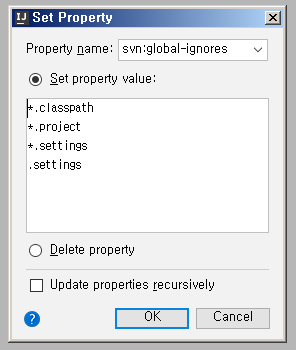 IJ Set Property
Property name: svn:global-ignores
Set property value:
*.classpath
*.project
*.settings
.settings
Delete property
Update properties recursively
? OK Cancel